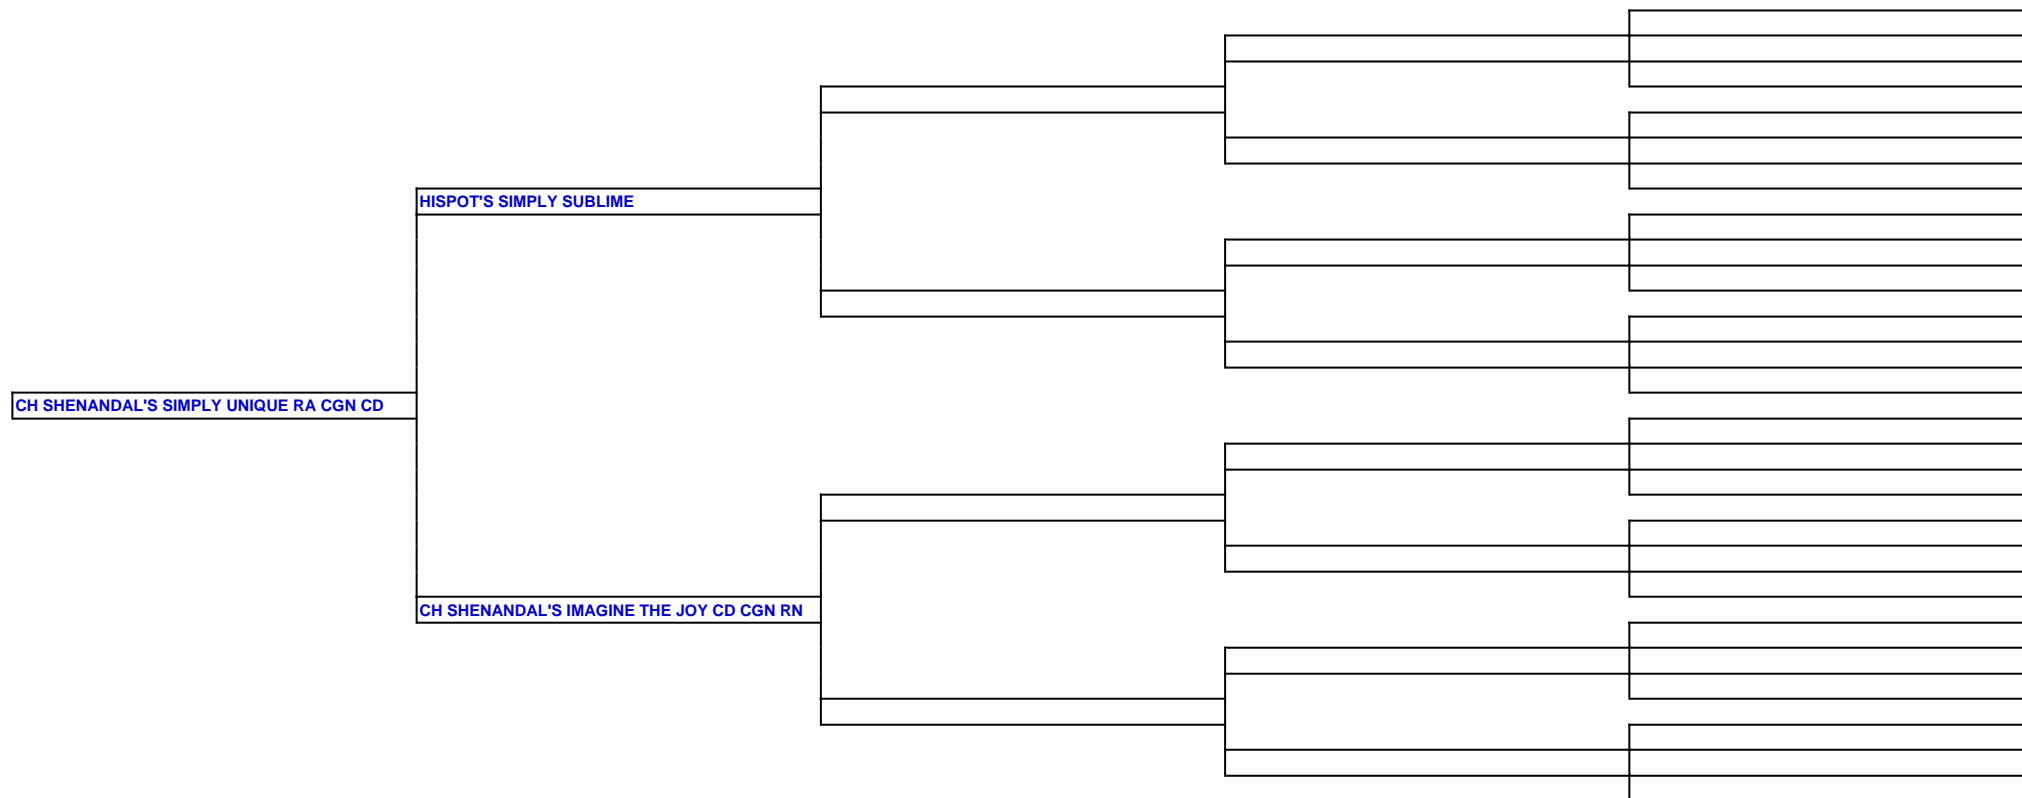 HISPOT'S SIMPLY SUBLIME
CH SHENANDAL'S SIMPLY UNIQUE RA CGN CD
CH SHENANDAL'S IMAGINE THE JOY CD CGN RN